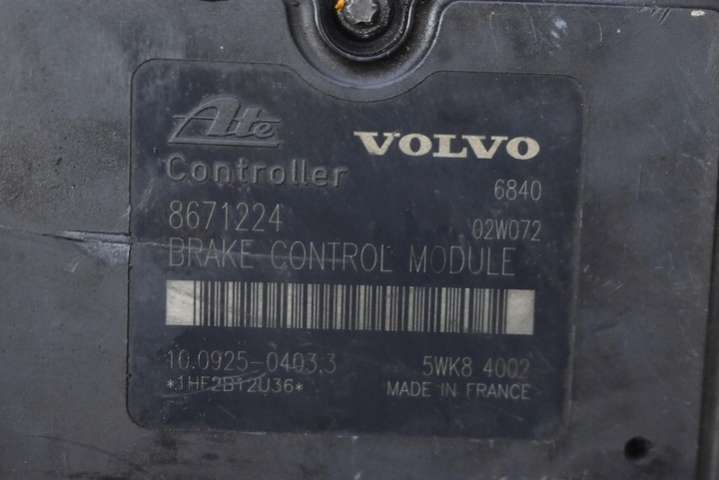 Ate
VOLVO
Controller
6840
8671224
02W072
BRAKE CONTROL MODULE
10.0925-0403.3
5WK8 4002
*1HF2B12U36*
MADE IN FRANCE